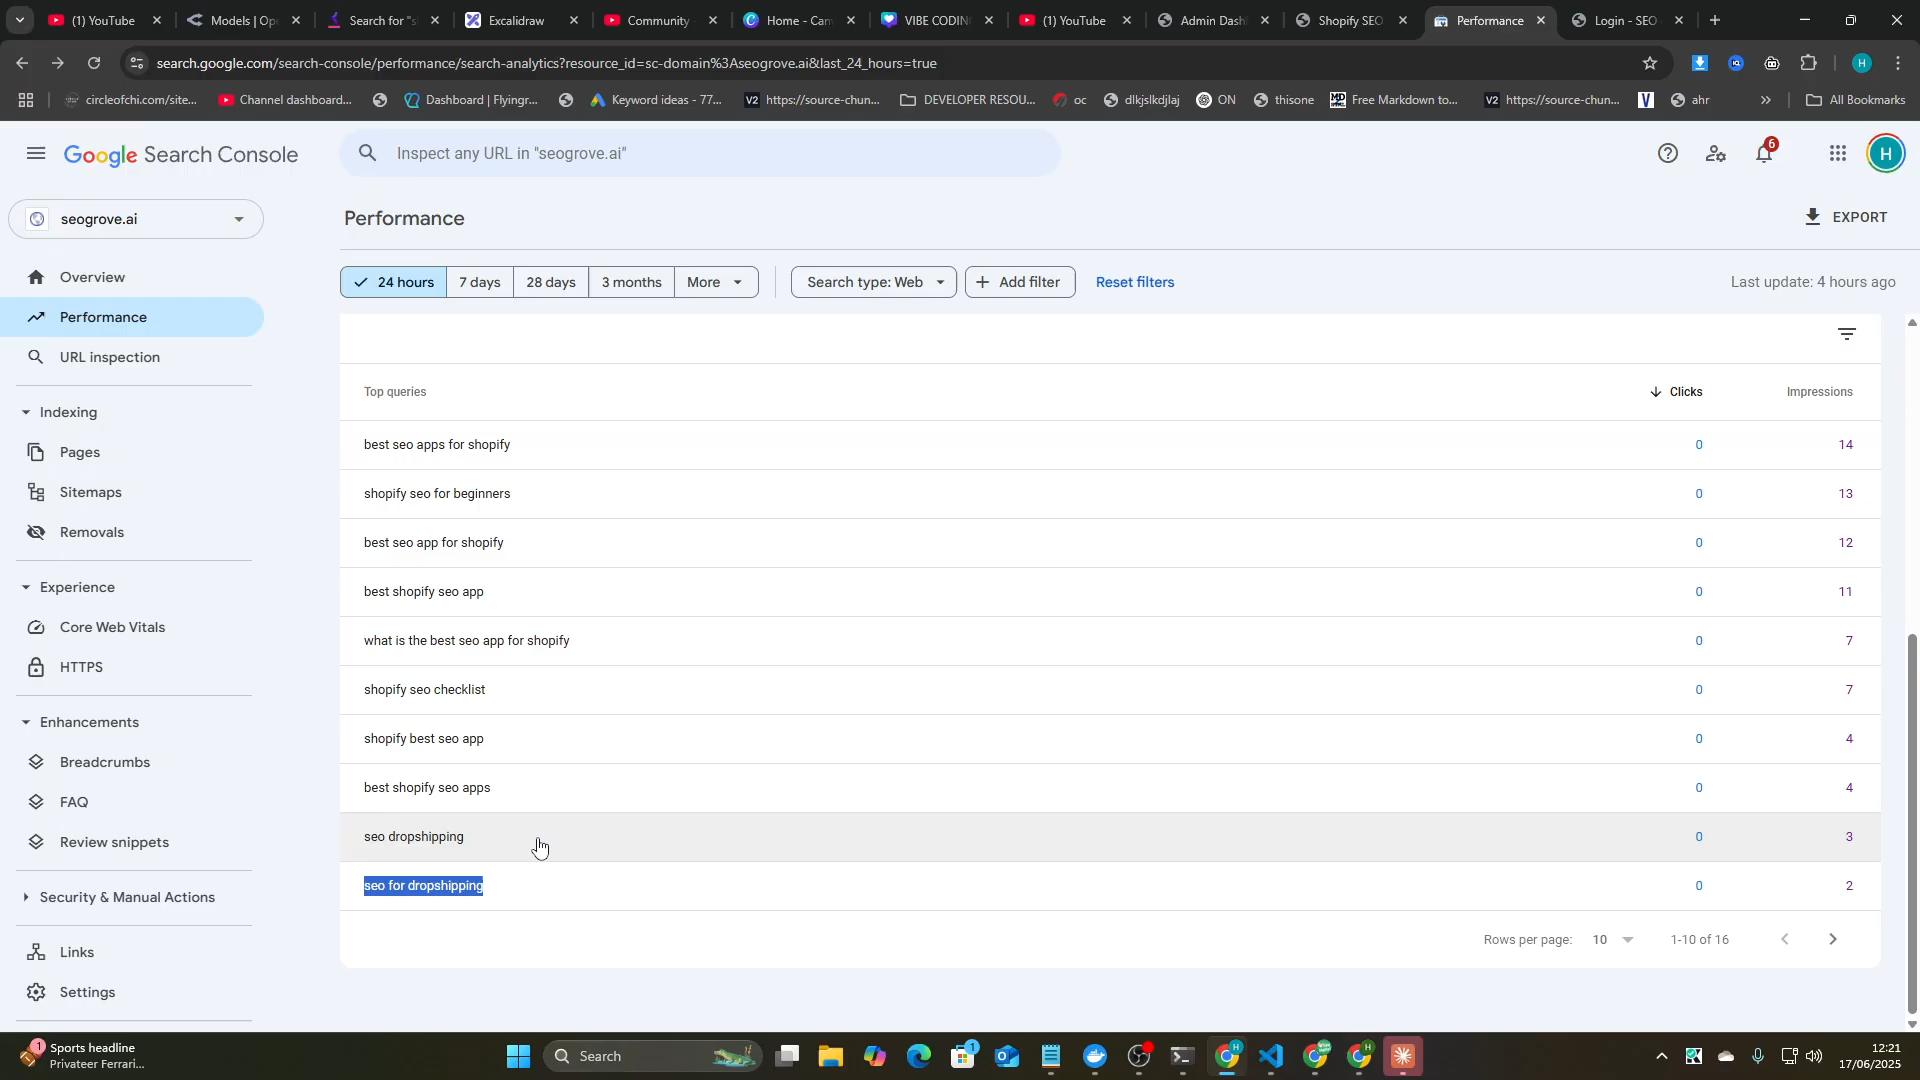 (1) YouTube
Models | Op
Search for "s
Excalidraw
Community
Home - Can
VIBE CODIN
(1) YouTube
Admin Dash
Shopify SEO
Performance
Login - SEO
search.google.com/search-console/performance/search-analytics?resource_id=sc-domain%3Aseogrove.ai&last_24_hours=true
H
circleofchi.com/site...
Channel dashboard...
Dashboard | Flyingr...
Keyword ideas - 77...
V2 https://source-chun...
DEVELOPER RESOU...
oc
dlkjslkdjlaj
ON
thisone
Free Markdown to...
V2 https://source-chun...
V
ahr
All Bookmarks
Google Search Console
Inspect any URL in "seogrove.ai"
6
H
seogrove.ai
Performance
EXPORT
Overview
24 hours
7 days
28 days
3 months
More
Search type: Web
Add filter
Reset filters
Last update: 4 hours ago
Performance
URL inspection
Top queries
Clicks
Impressions
Indexing
Pages
best seo apps for shopify 0 14
Sitemaps
shopify seo for beginners 0 13
Removals
best seo app for shopify 0 12
Experience
best shopify seo app 0 11
Core Web Vitals
what is the best seo app for shopify 0 7
HTTPS
shopify seo checklist 0 7
Enhancements
shopify best seo app 0 4
Breadcrumbs
best shopify seo apps 0 4
FAQ
seo dropshipping 0 3
Review snippets
seo for dropshipping 0 2
Security & Manual Actions
Rows per page: 10 1-10 of 16
Links
Settings
1
Sports headline
Privateer Ferrari...
Search
1
H
H
12:21
17/06/2025